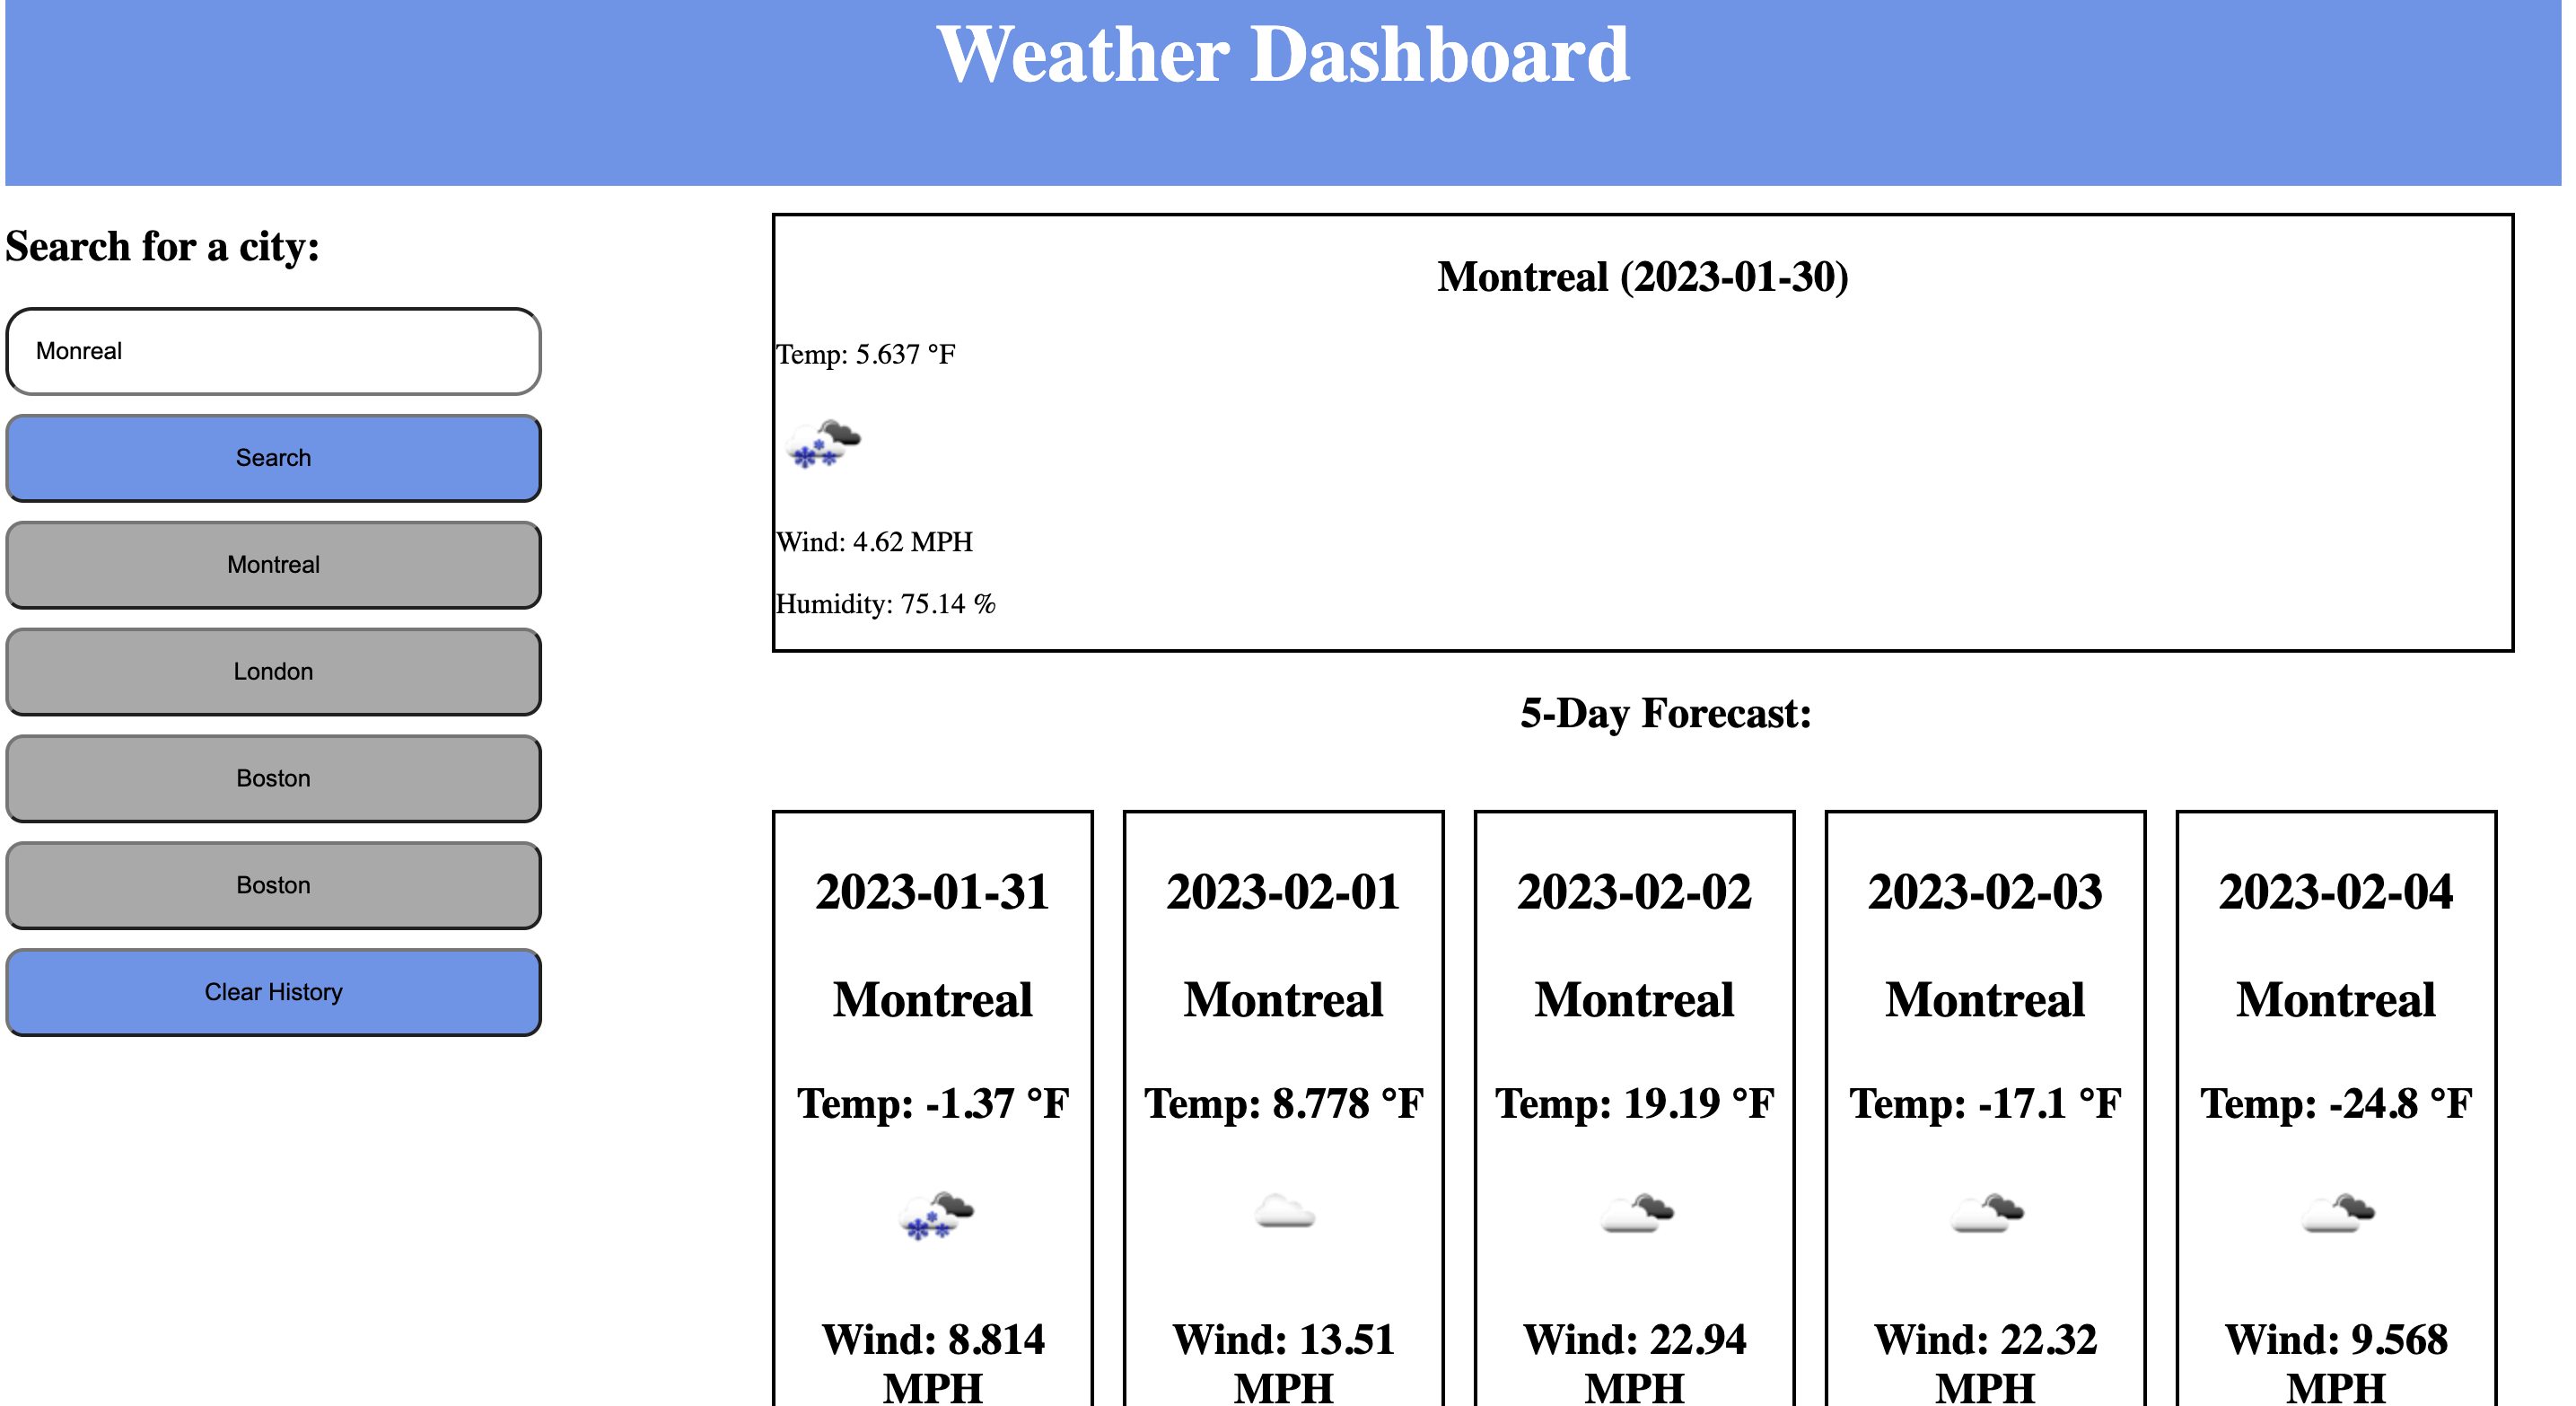 Weather Dashboard
Search for a city:
Monreal
Search
Montreal
London
Boston
Boston
Clear History
Montreal (2023-01-30)
Temp: 5.637 °F
Wind: 4.62 MPH
Humidity: 75.14 %
5-Day Forecast:
2023-01-31
Montreal
Temp: -1.37 °F
Wind: 8.814
MPH
2023-02-01
Montreal
Temp: 8.778 °F
Wind: 13.51
MPH
2023-02-02
Montreal
Temp: 19.19 °F
Wind: 22.94
MPH
2023-02-03
Montreal
Temp: -17.1 °F
Wind: 22.32
MPH
2023-02-04
Montreal
Temp: -24.8 °F
Wind: 9.568
MPH